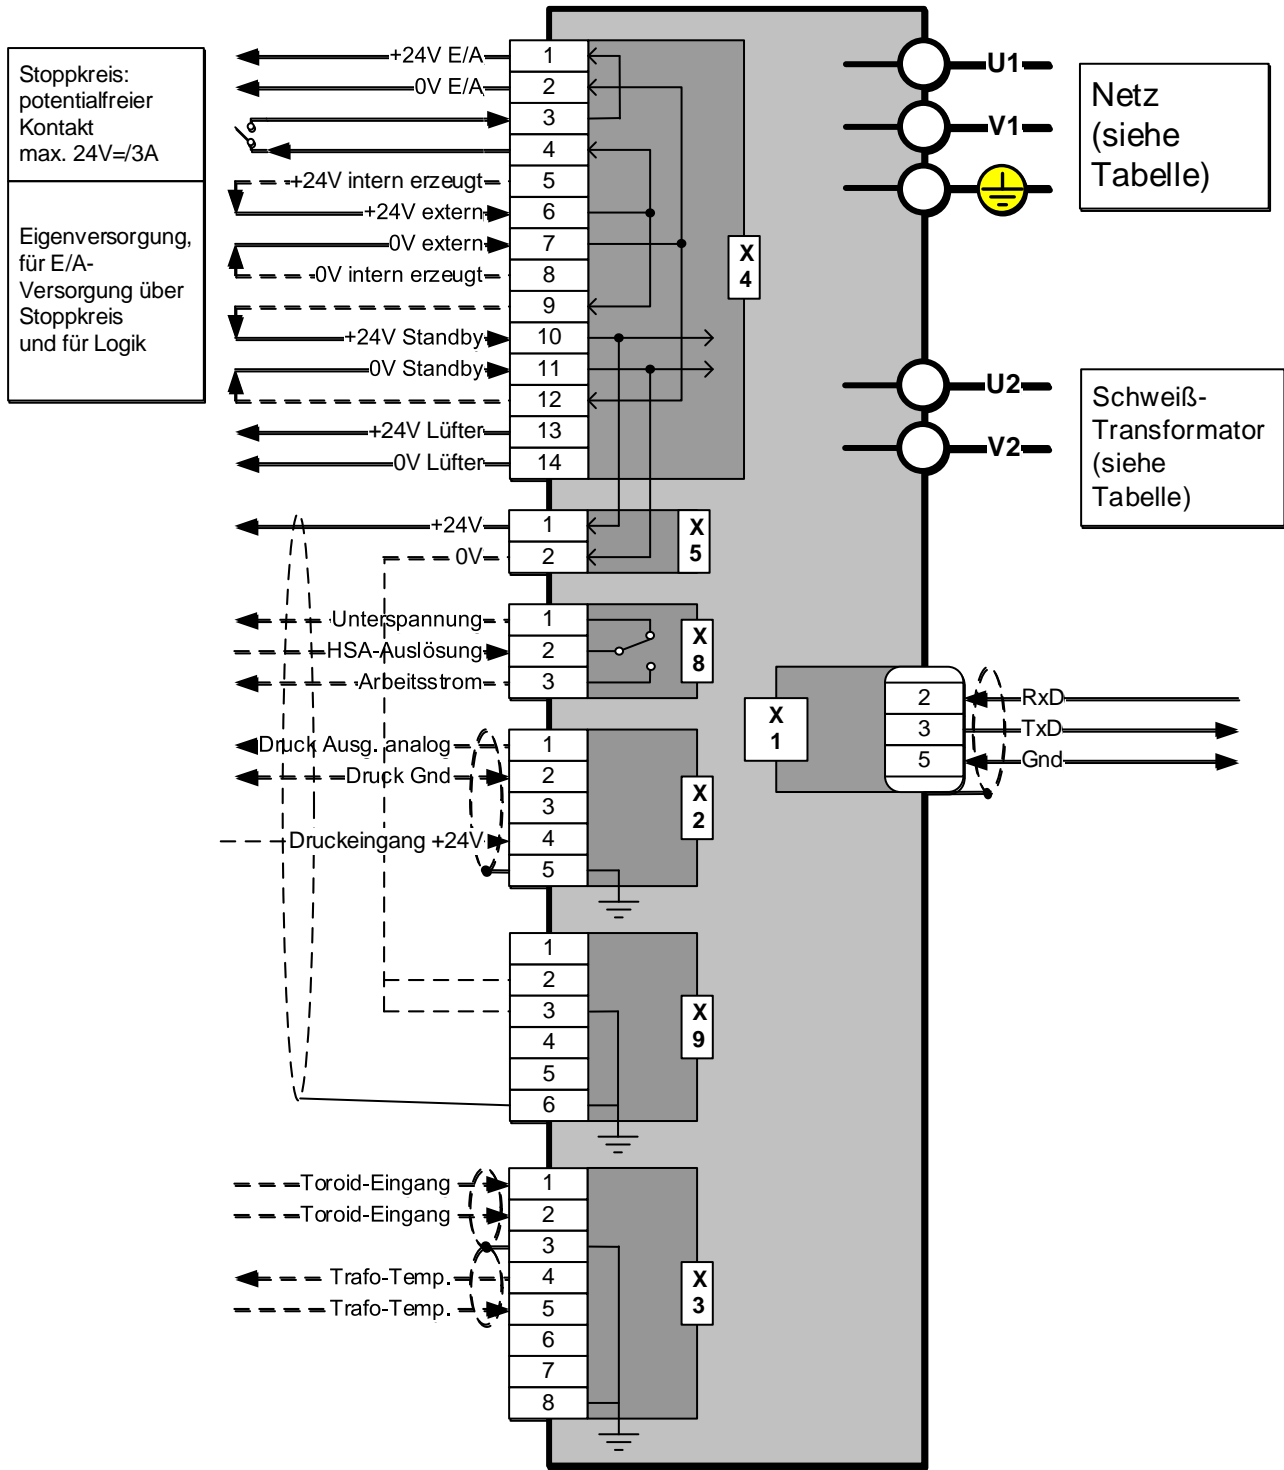 Stoppkreis:
potentialfreier
Kontakt
max. 24V=/3A
Eigenversorgung,
für E/A-
Versorgung über
Stoppkreis
und für Logik
+24V E/A 1
0V E/A 2
3
4
+24V intern erzeugt 5
+24V extern 6
0V extern 7
0V intern erzeugt 8
9
+24V Standby 10
0V Standby 11
12
+24V Lüfter 13
0V Lüfter 14
X
4
+24V 1
0V 2
X
5
Unterspannung 1
HSA-Auslösung 2
Arbeitsstrom 3
X
8
Druck Ausg. analog 1
Druck Gnd 2
3
Druckeingang +24V 4
5
X
2
1
2
3
4
5
6
X
9
Toroid-Eingang 1
Toroid-Eingang 2
3
Trafo-Temp. 4
Trafo-Temp. 5
6
7
8
X
3
U1
V1
Netz
(siehe
Tabelle)
U2
V2
Schweiß-
Transformator
(siehe
Tabelle)
X
1
2 RxD
3 TxD
5 Gnd